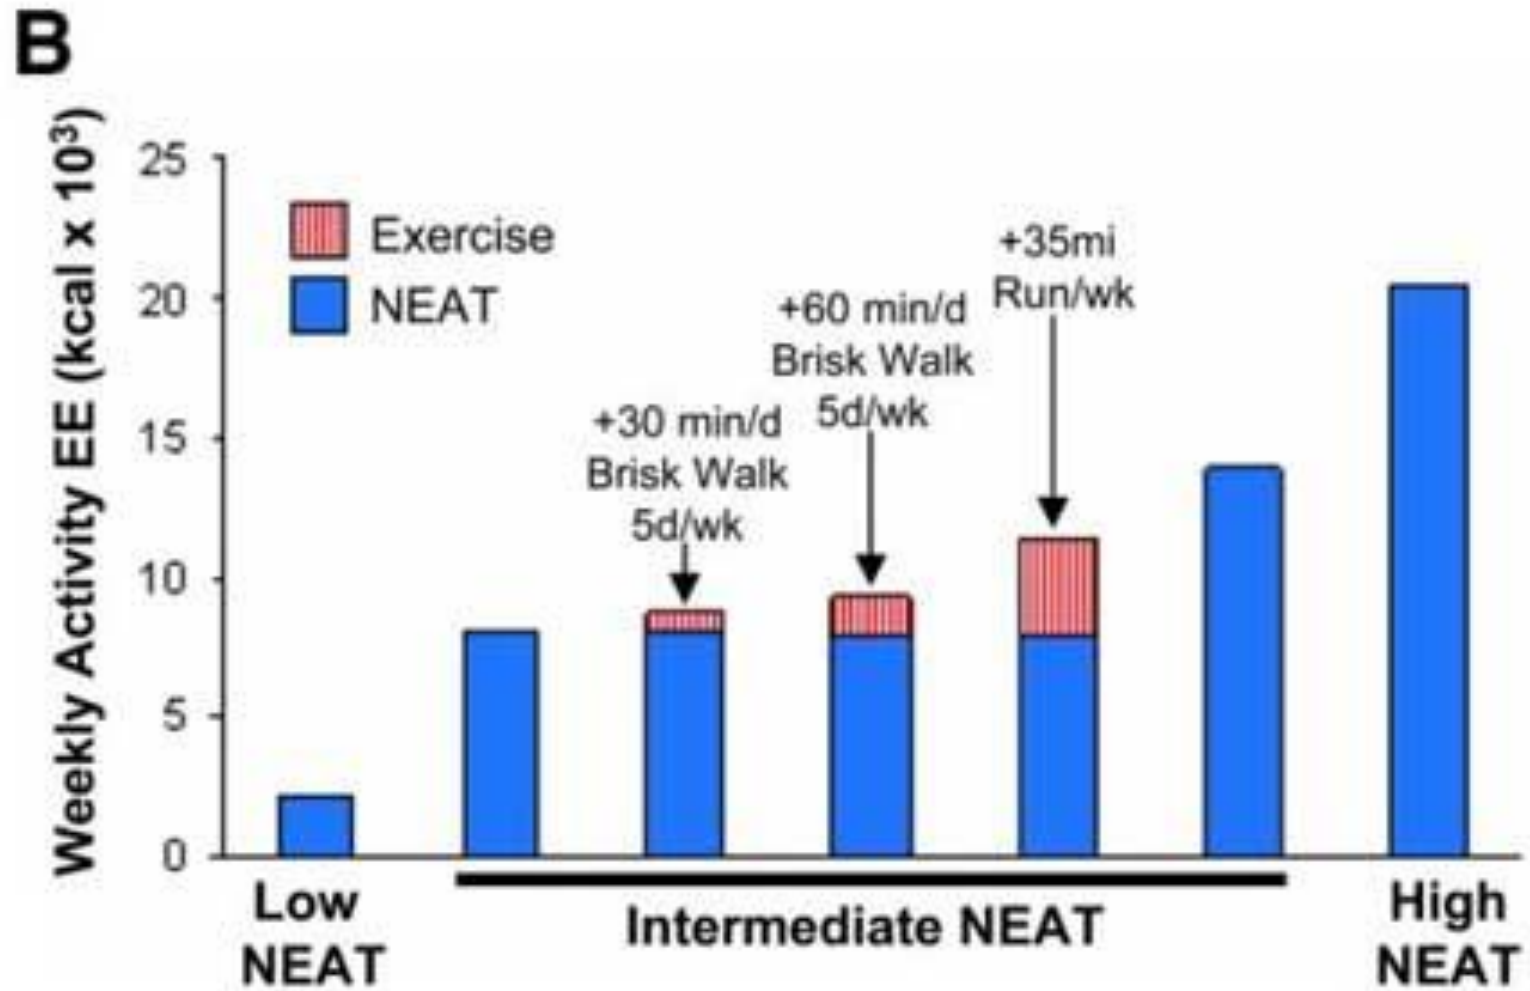 B
Weekly Activity EE (kcal x 10³)
25
20
15
10
5
0
Exercise
NEAT
+30 min/d
Brisk Walk
5d/wk
+60 min/d
Brisk Walk
5d/wk
+35mi
Run/wk
Low
NEAT
Intermediate NEAT
High
NEAT